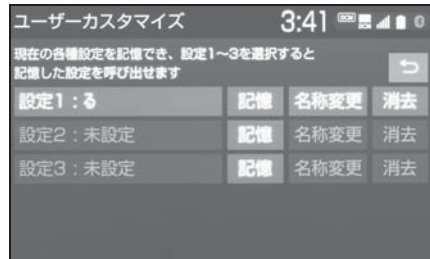 ユーザーカスタマイズ 3:41 0
現在の各種設定を記憶でき、設定1～3を選択すると
記憶した設定を呼び出せます
設定1：る 記憶 名称変更 消去
設定2：未設定 記憶 名称変更 消去
設定3：未設定 記憶 名称変更 消去